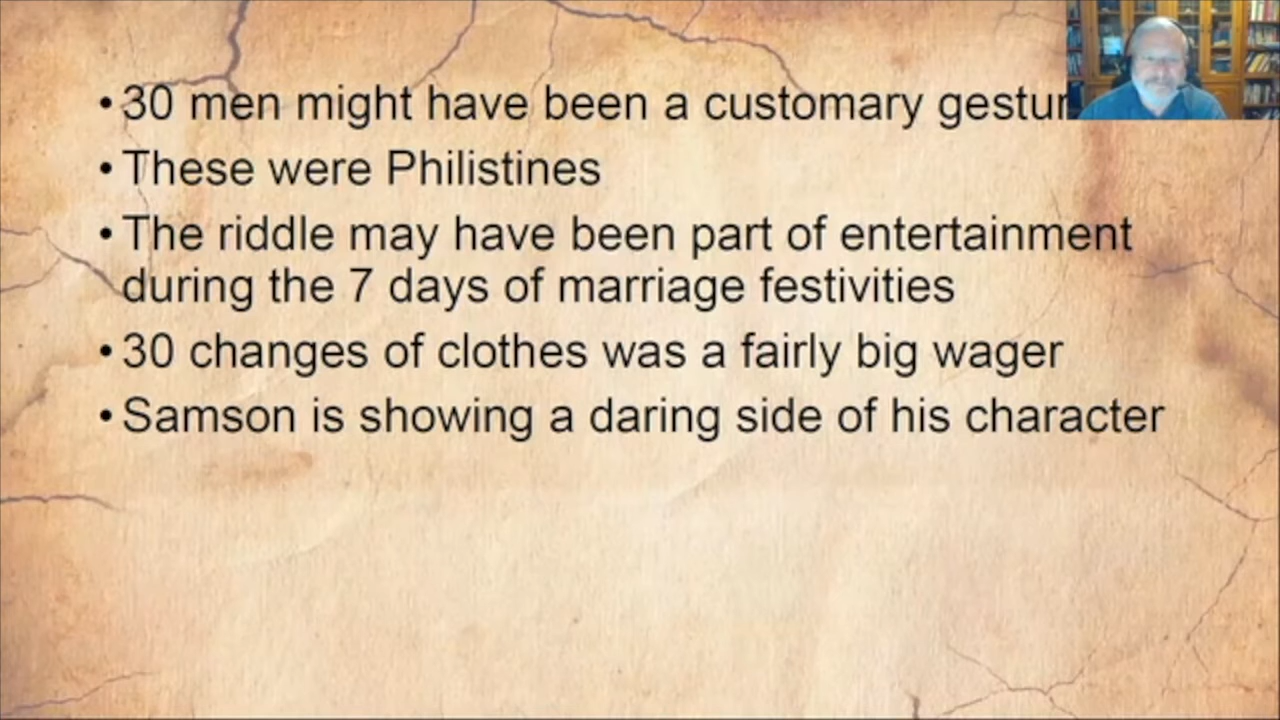 • 30 men might have been a customary
• These were Philistines
• The riddle may have been part of entertainment
during the 7 days of marriage festivities
• 30 changes of clothes was a fairly big wager
• Samson is showing a daring side of his character